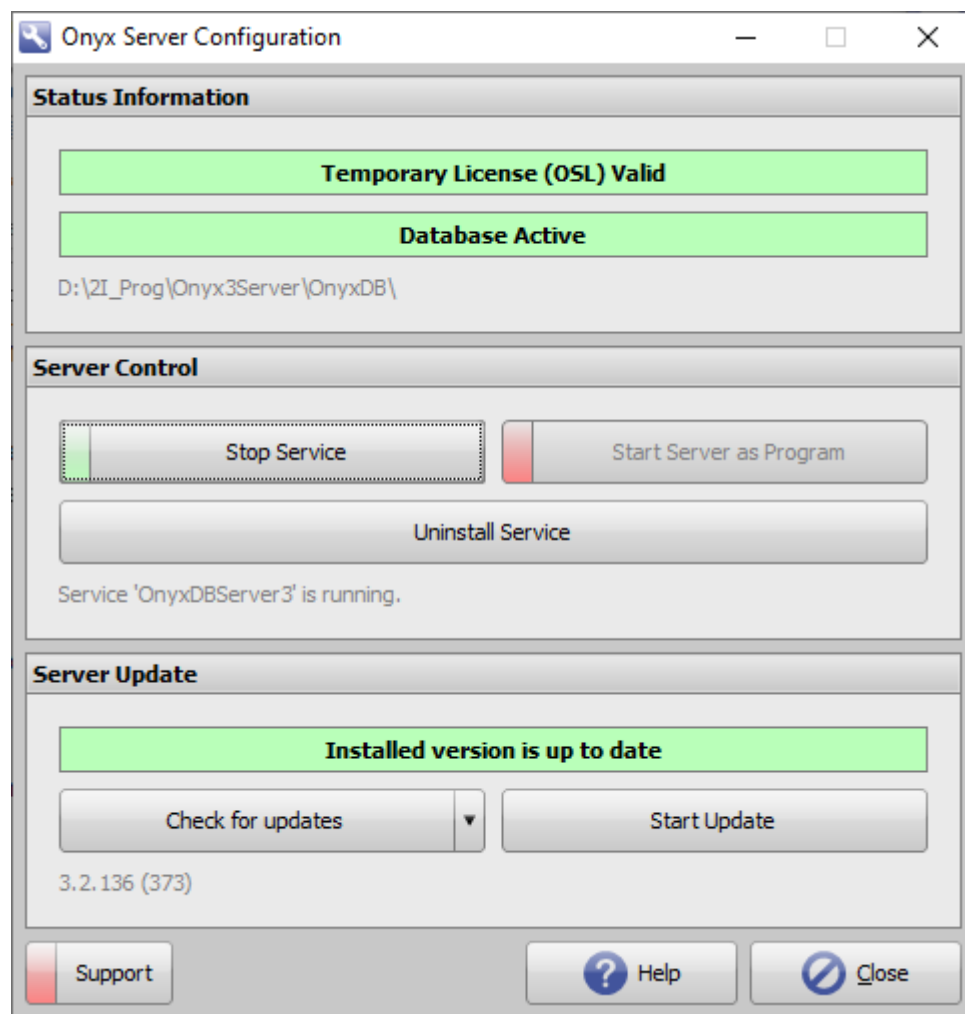 Onyx Server Configuration
Status Information
Temporary License (OSL) Valid
Database Active
D:\2I_Prog\Onyx3Server\OnyxDB\
Server Control
Stop Service
Start Server as Program
Uninstall Service
Service 'OnyxDBServer3' is running.
Server Update
Installed version is up to date
Check for updates
Start Update
3.2.136 (373)
Support
Help
Close